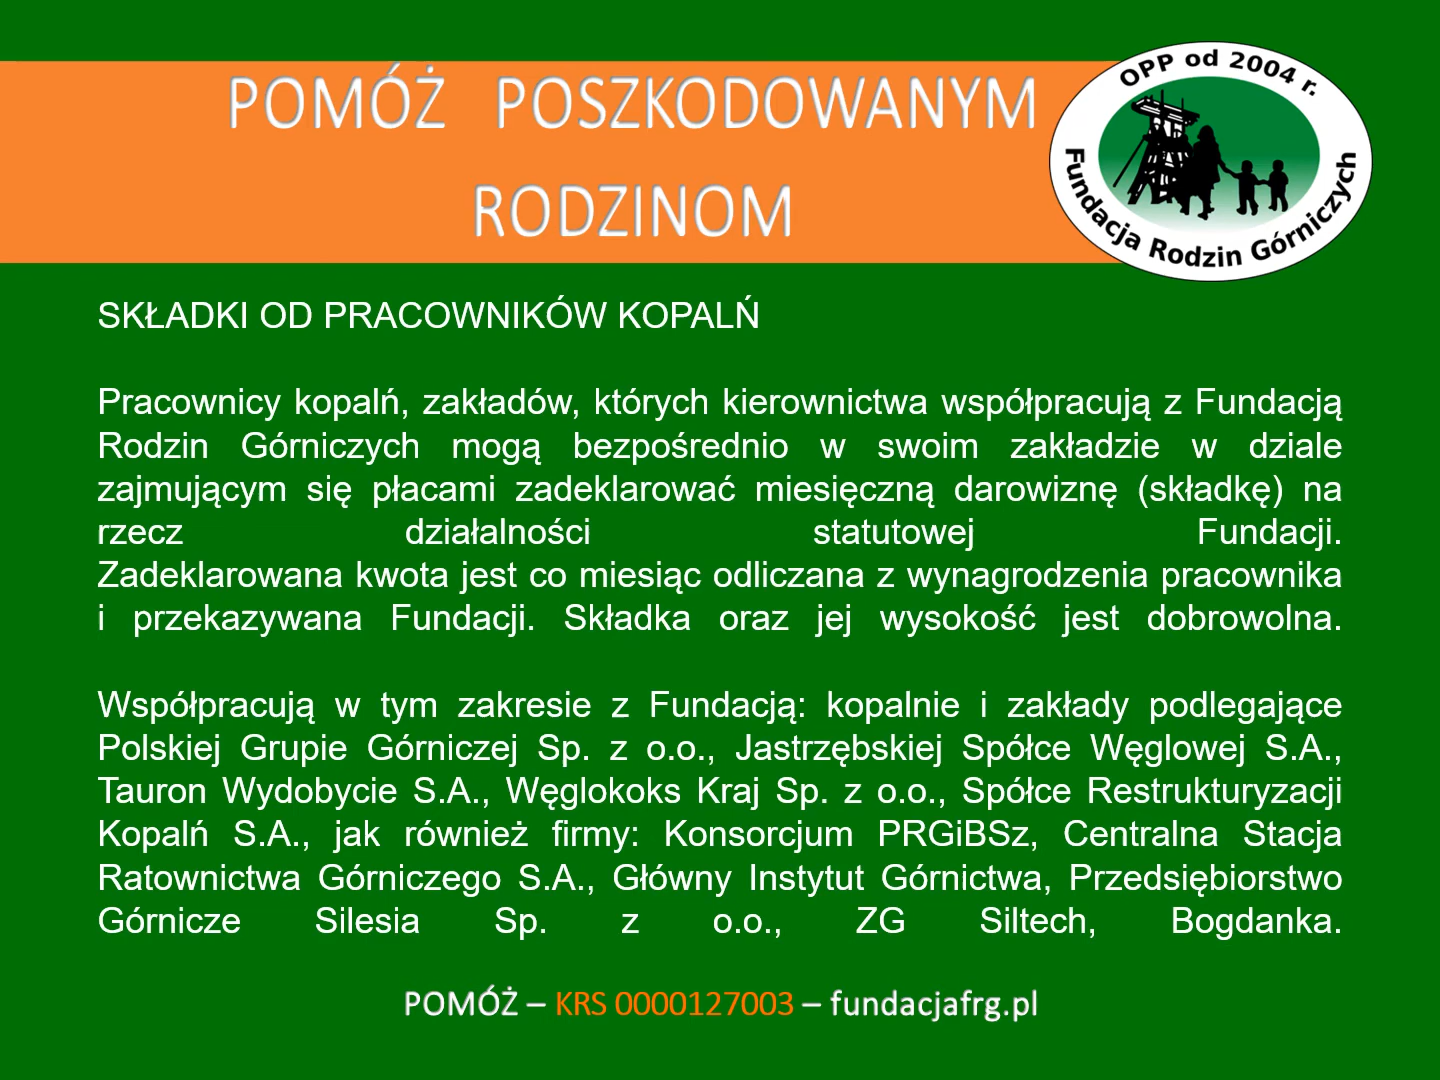 POMÓŻ POSZKODOWANYM
RODZINOM
OPP od 2004 r.
Fundacja Rodzin Górniczych
SKŁADKI OD PRACOWNIKÓW KOPALŃ
Pracownicy kopalń, zakładów, których kierownictwa współpracują z Fundacją
Rodzin Górniczych mogą bezpośrednio w swoim zakładzie w dziale
zajmującym się płacami zadeklarować miesięczną darowiznę (składkę) na
rzecz działalności statutowej Fundacji.
Zadeklarowana kwota jest co miesiąc odliczana z wynagrodzenia pracownika
i przekazywana Fundacji. Składka oraz jej wysokość jest dobrowolna.
Współpracują w tym zakresie z Fundacją: kopalnie i zakłady podlegające
Polskiej Grupie Górniczej Sp. z o.o., Jastrzębskiej Spółce Węglowej S.A.,
Tauron Wydobycie S.A., Węglokoks Kraj Sp. z o.o., Spółce Restrukturyzacji
Kopalń S.A., jak również firmy: Konsorcjum PRGiBSz, Centralna Stacja
Ratownictwa Górniczego S.A., Główny Instytut Górnictwa, Przedsiębiorstwo
Górnicze Silesia Sp. z o.o., ZG Siltech, Bogdanka.
POMÓŻ – KRS 0000127003 – fundacjafrg.pl